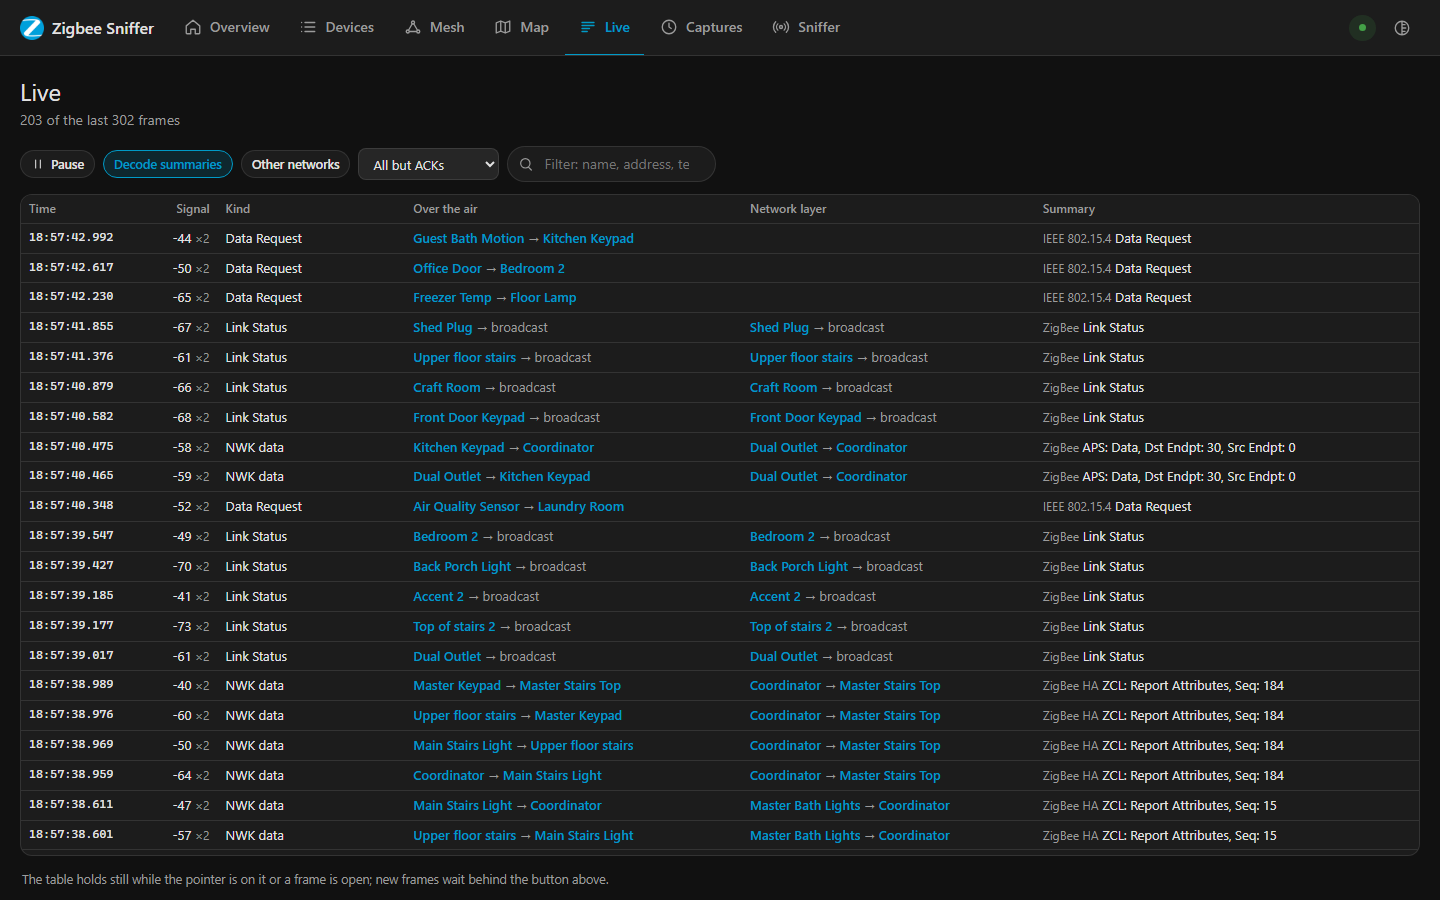 Zigbee Sniffer Overview Devices Mesh Map Live Captures Sniffer
Live
203 of the last 302 frames
Pause Decode summaries Other networks All but ACKs Filter: name, address, te
Time Signal Kind Over the air Network layer Summary
18:57:42.992 -44 ×2 Data Request Guest Bath Motion → Kitchen Keypad IEEE 802.15.4 Data Request
18:57:42.617 -50 ×2 Data Request Office Door → Bedroom 2 IEEE 802.15.4 Data Request
18:57:42.230 -65 ×2 Data Request Freezer Temp → Floor Lamp IEEE 802.15.4 Data Request
18:57:41.855 -67 ×2 Link Status Shed Plug → broadcast Shed Plug → broadcast ZigBee Link Status
18:57:41.376 -61 ×2 Link Status Upper floor stairs → broadcast Upper floor stairs → broadcast ZigBee Link Status
18:57:40.879 -66 ×2 Link Status Craft Room → broadcast Craft Room → broadcast ZigBee Link Status
18:57:40.582 -68 ×2 Link Status Front Door Keypad → broadcast Front Door Keypad → broadcast ZigBee Link Status
18:57:40.475 -58 ×2 NWK data Kitchen Keypad → Coordinator Dual Outlet → Coordinator ZigBee APS: Data, Dst Endpt: 30, Src Endpt: 0
18:57:40.465 -59 ×2 NWK data Dual Outlet → Kitchen Keypad Dual Outlet → Coordinator ZigBee APS: Data, Dst Endpt: 30, Src Endpt: 0
18:57:40.348 -52 ×2 Data Request Air Quality Sensor → Laundry Room IEEE 802.15.4 Data Request
18:57:39.547 -49 ×2 Link Status Bedroom 2 → broadcast Bedroom 2 → broadcast ZigBee Link Status
18:57:39.427 -70 ×2 Link Status Back Porch Light → broadcast Back Porch Light → broadcast ZigBee Link Status
18:57:39.185 -41 ×2 Link Status Accent 2 → broadcast Accent 2 → broadcast ZigBee Link Status
18:57:39.177 -73 ×2 Link Status Top of stairs 2 → broadcast Top of stairs 2 → broadcast ZigBee Link Status
18:57:39.017 -61 ×2 Link Status Dual Outlet → broadcast Dual Outlet → broadcast ZigBee Link Status
18:57:38.989 -40 ×2 NWK data Master Keypad → Master Stairs Top Coordinator → Master Stairs Top ZigBee HA ZCL: Report Attributes, Seq: 184
18:57:38.976 -60 ×2 NWK data Upper floor stairs → Master Keypad Coordinator → Master Stairs Top ZigBee HA ZCL: Report Attributes, Seq: 184
18:57:38.969 -50 ×2 NWK data Main Stairs Light → Upper floor stairs Coordinator → Master Stairs Top ZigBee HA ZCL: Report Attributes, Seq: 184
18:57:38.959 -64 ×2 NWK data Coordinator → Main Stairs Light Coordinator → Master Stairs Top ZigBee HA ZCL: Report Attributes, Seq: 184
18:57:38.611 -47 ×2 NWK data Main Stairs Light → Coordinator Master Bath Lights → Coordinator ZigBee HA ZCL: Report Attributes, Seq: 15
18:57:38.601 -57 ×2 NWK data Upper floor stairs → Main Stairs Light Master Bath Lights → Coordinator ZigBee HA ZCL: Report Attributes, Seq: 15
The table holds still while the pointer is on it or a frame is open; new frames wait behind the button above.